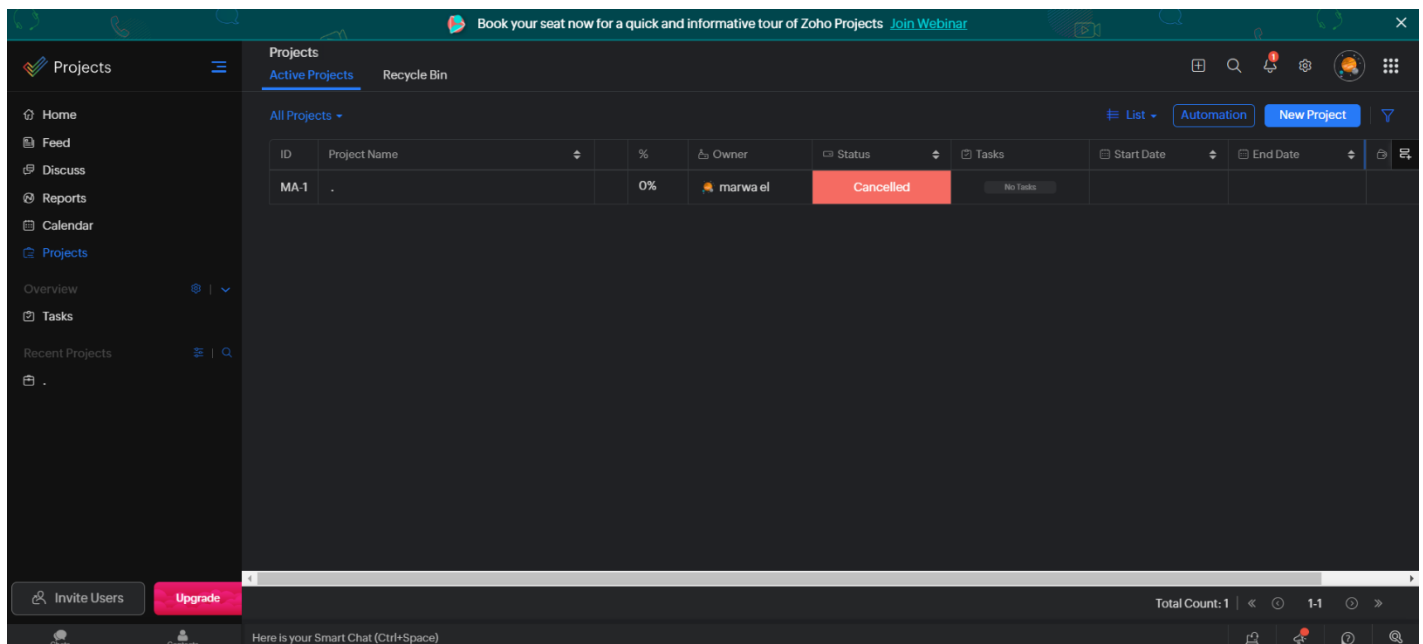 Book your seat now for a quick and informative tour of Zoho Projects Join Webinar
Projects
Projects
Active Projects Recycle Bin
1
Home
Feed
Discuss
Reports
Calendar
Projects
Overview
Tasks
Recent Projects
.
All Projects List Automation New Project
ID Project Name % Owner Status Tasks Start Date End Date
MA-1 . 0% marwa el Cancelled No Tasks
Invite Users Upgrade
Total Count: 1 1-1
Chats Contacts Here is your Smart Chat (Ctrl+Space)